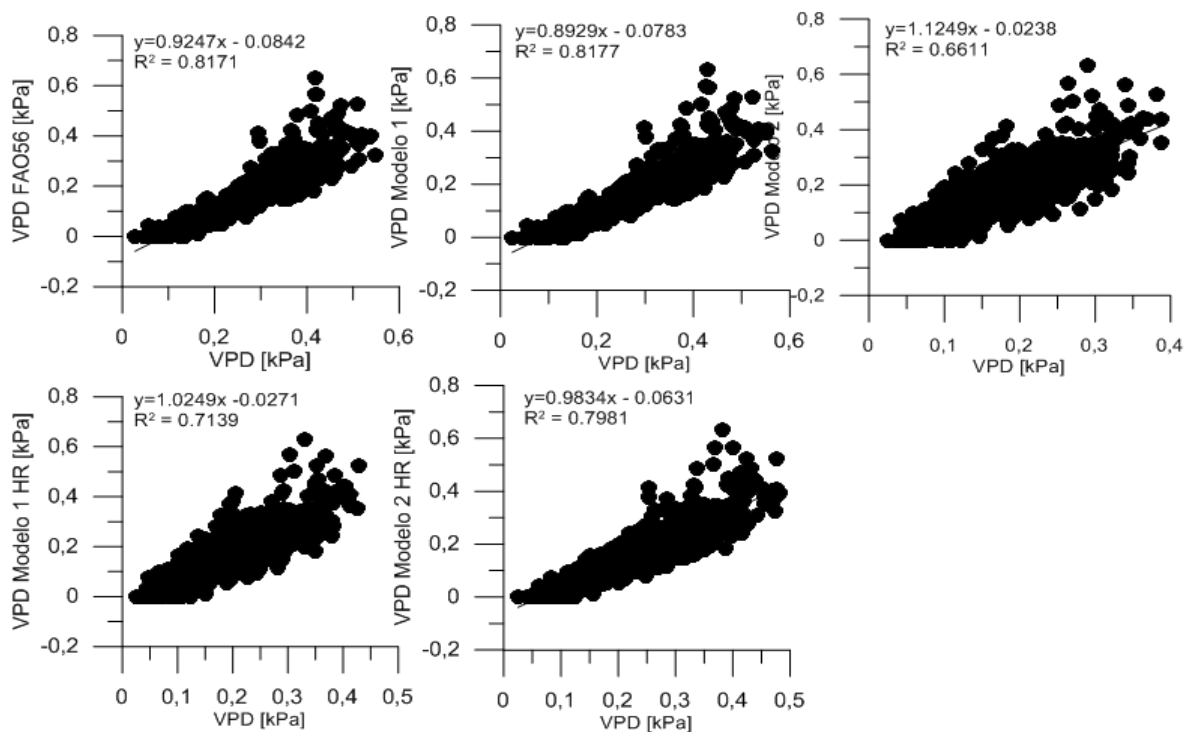 y=0.9247x - 0.0842
R² = 0.8171
VPD FAO56 [kPa]
0,8
0,6
0,4
0,2
0
-0,2
0 0,2 0,4 0,6
VPD [kPa]
y=0.8929x - 0.0783
R² = 0.8177
VPD Modelo 1 [kPa]
0,8
0,6
0,4
0,2
0
-0,2
0 0,2 0,4 0,6
VPD [kPa]
y=1.1249x - 0.0238
R² = 0.6611
VPD Modelo 2 [kPa]
0,8
0,6
0,4
0,2
0
-0,2
0 0,1 0,2 0,3 0,4
VPD [kPa]
y=1.0249x -0.0271
R² = 0.7139
VPD Modelo 1 HR [kPa]
0,8
0,6
0,4
0,2
0
-0,2
0 0,1 0,2 0,3 0,4 0,5
VPD [kPa]
y=0.9834x - 0.0631
R² = 0.7981
VPD Modelo 2 HR [kPa]
0,8
0,6
0,4
0,2
0
-0,2
0 0,1 0,2 0,3 0,4 0,5
VPD [kPa]